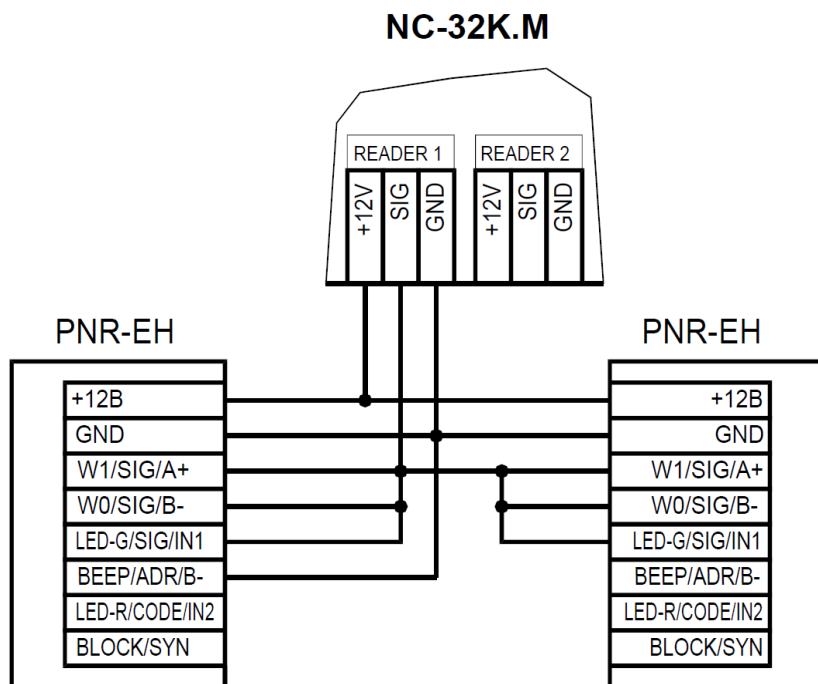 NC-32K.M
READER 1
READER 2
+12V
SIG
GND
+12V
SIG
GND
PNR-EH
+12В
GND
W1/SIG/A+
W0/SIG/B-
LED-G/SIG/IN1
BEEP/ADR/B-
LED-R/CODE/IN2
BLOCK/SYN
PNR-EH
+12В
GND
W1/SIG/A+
W0/SIG/B-
LED-G/SIG/IN1
BEEP/ADR/B-
LED-R/CODE/IN2
BLOCK/SYN